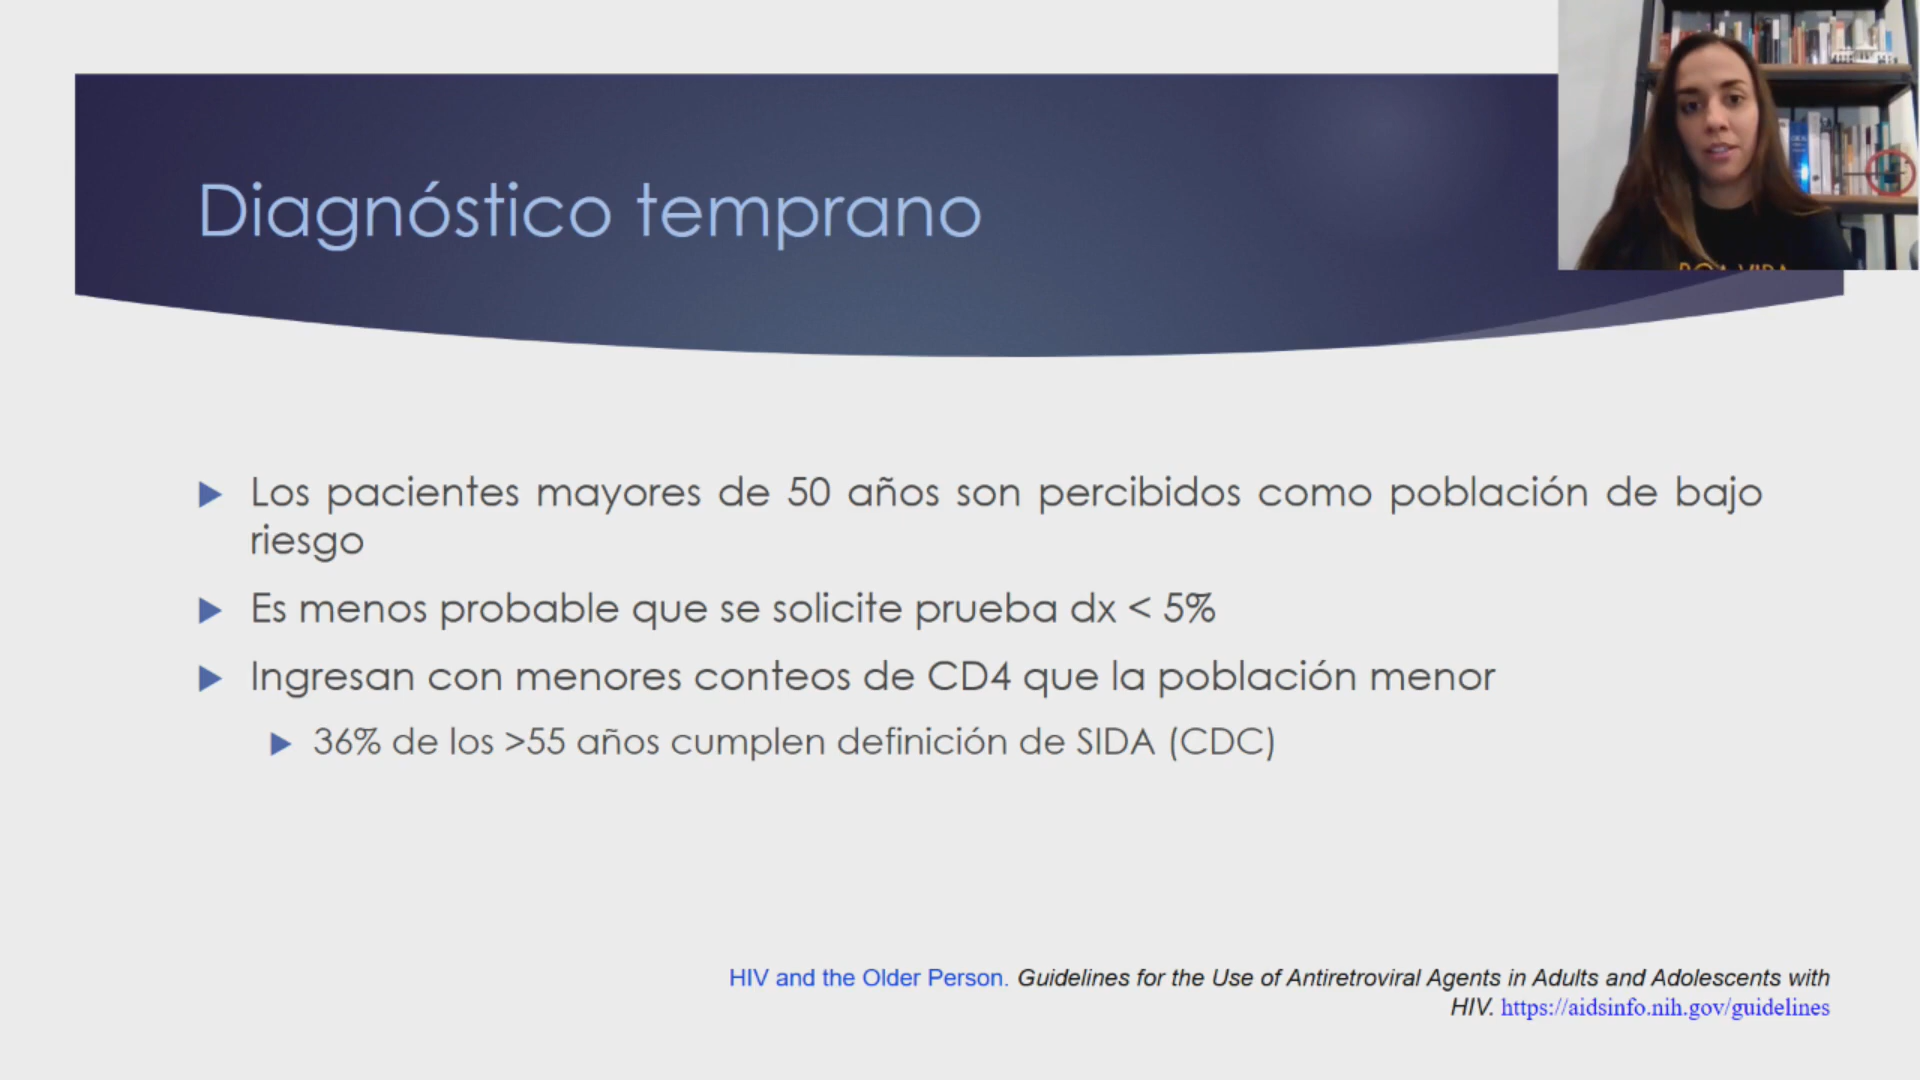 Diagnóstico temprano
Los pacientes mayores de 50 años son percibidos como población de bajo
riesgo
Es menos probable que se solicite prueba dx < 5%
Ingresan con menores conteos de CD4 que la población menor
36% de los >55 años cumplen definición de SIDA (CDC)
HIV and the Older Person. Guidelines for the Use of Antiretroviral Agents in Adults and Adolescents with
HIV. https://aidsinfo.nih.gov/guidelines